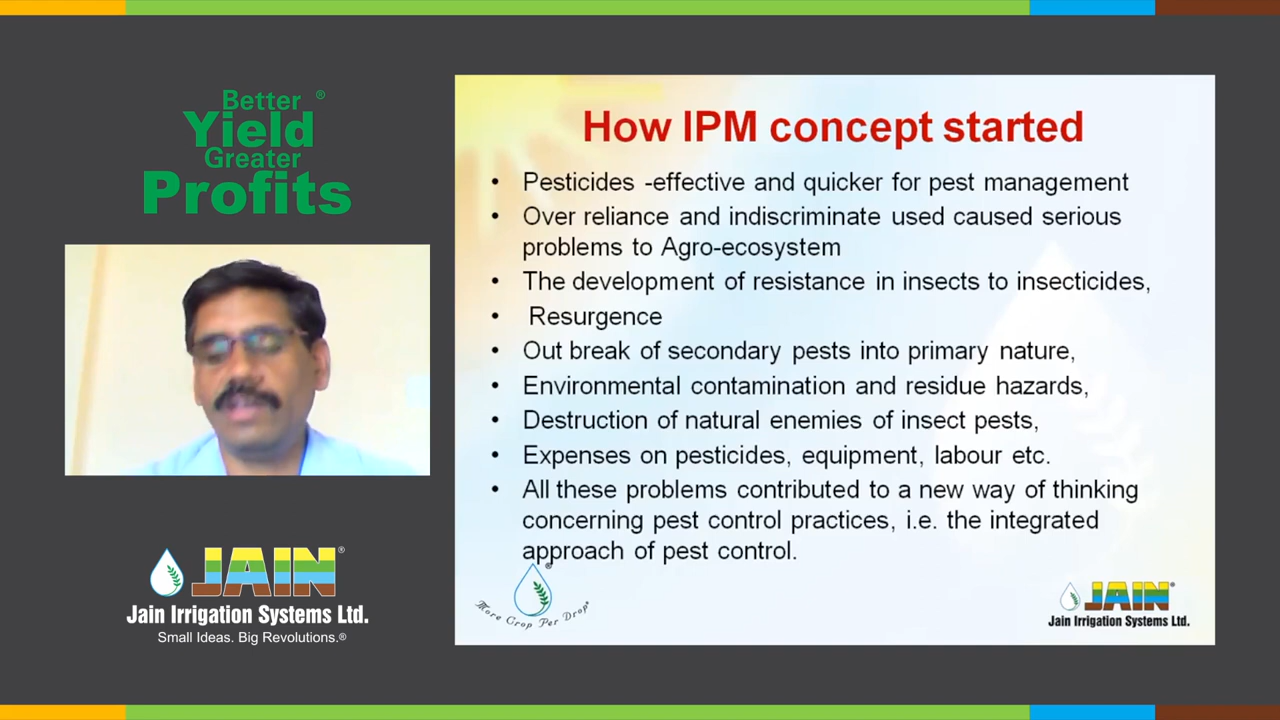 Better ®
Yield
Greater
Profits
JAIN®
Jain Irrigation Systems Ltd.
Small Ideas. Big Revolutions.®
How IPM concept started
• Pesticides -effective and quicker for pest management
• Over reliance and indiscriminate used caused serious
problems to Agro-ecosystem
• The development of resistance in insects to insecticides,
• Resurgence
• Out break of secondary pests into primary nature,
• Environmental contamination and residue hazards,
• Destruction of natural enemies of insect pests,
• Expenses on pesticides, equipment, labour etc.
• All these problems contributed to a new way of thinking
concerning pest control practices, i.e. the integrated
approach of pest control.
®
More Crop Per Drop®
JAIN®
Jain Irrigation Systems Ltd.